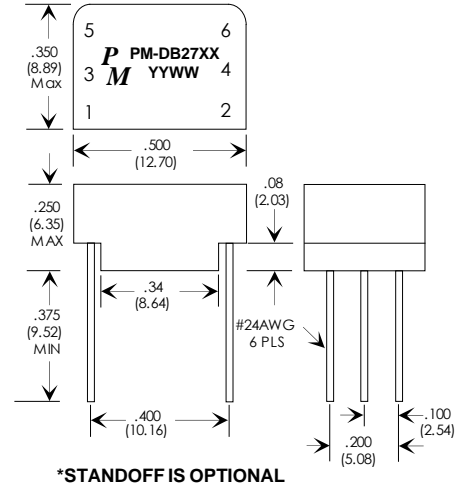 .350
(8.89)
Max
5 6
P PM-DB27XX
3 M YYWW 4
1 2
.500
(12.70)
.250
(6.35)
MAX
.08
(2.03)
.34
(8.64)
.375
(9.52)
MIN
#24AWG
6 PLS
.400
(10.16)
.100
(2.54)
.200
(5.08)
*STANDOFF IS OPTIONAL